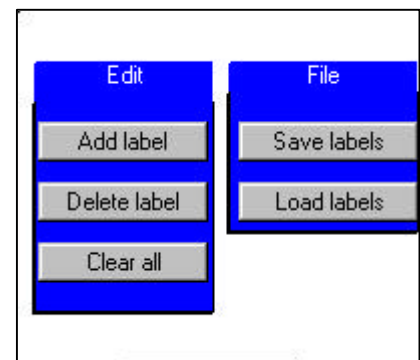 Edit
Add label
Delete label
Clear all
File
Save labels
Load labels